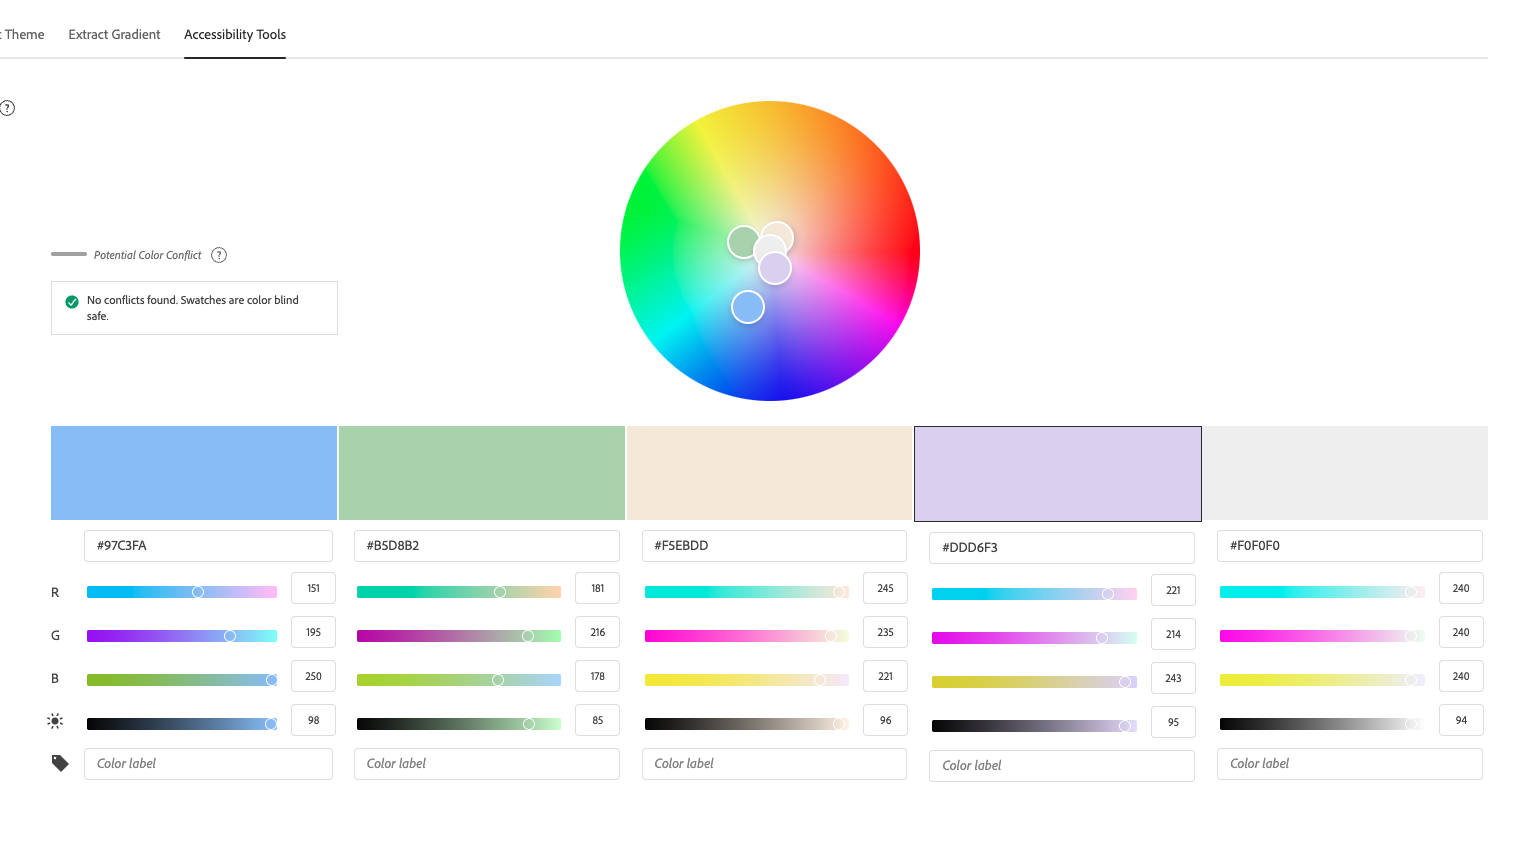 Theme Extract Gradient Accessibility Tools
?
Potential Color Conflict ?
No conflicts found. Swatches are color blind
safe.
#97C3FA #B5D8B2 #F5EBDD #DDD6F3 #F0F0F0
R 151 181 245 221 240
G 195 216 235 214 240
B 250 178 221 243 240
98 85 96 95 94
Color label Color label Color label Color label Color label